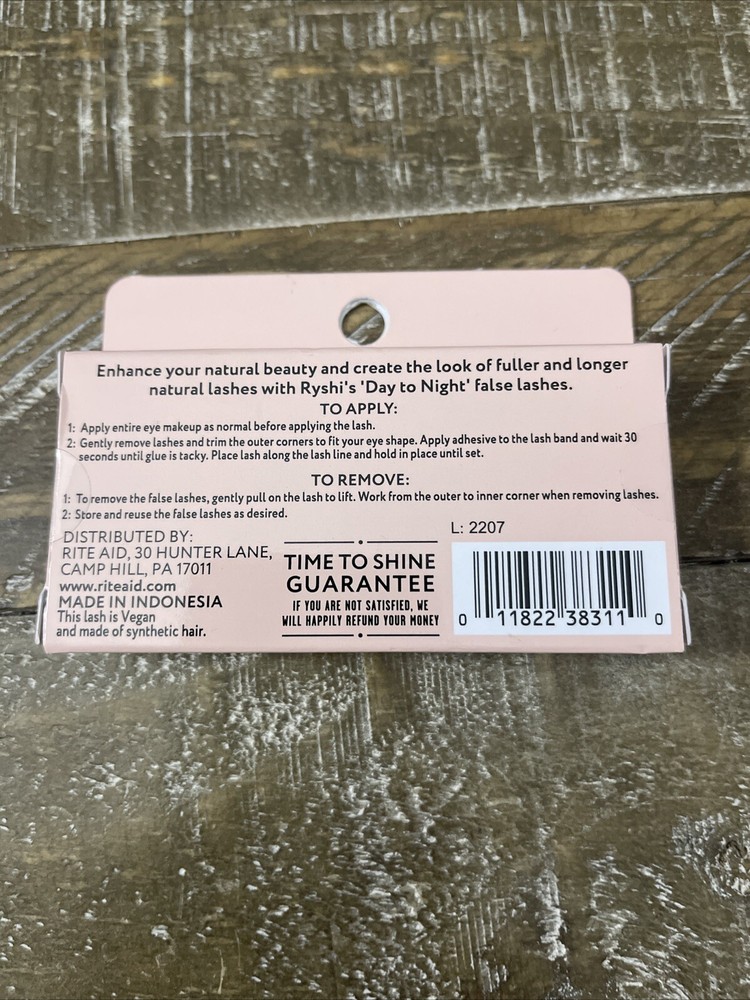 Enhance your natural beauty and create the look of fuller and longer
natural lashes with Ryshi's 'Day to Night' false lashes.
TO APPLY:
1: Apply entire eye makeup as normal before applying the lash.
2: Gently remove lashes and trim the outer corners to fit your eye shape. Apply adhesive to the lash band and wait 30
seconds until glue is tacky. Place lash along the lash line and hold in place until set.
TO REMOVE:
1: To remove the false lashes, gently pull on the lash to lift. Work from the outer to inner corner when removing lashes.
2: Store and reuse the false lashes as desired.
DISTRIBUTED BY:
RITE AID, 30 HUNTER LANE,
CAMP HILL, PA 17011
www.riteaid.com
MADE IN INDONESIA
This lash is Vegan
and made of synthetic hair.
TIME TO SHINE
GUARANTEE
IF YOU ARE NOT SATISFIED, WE
WILL HAPPILY REFUND YOUR MONEY
L: 2207
0 11822 38311 0